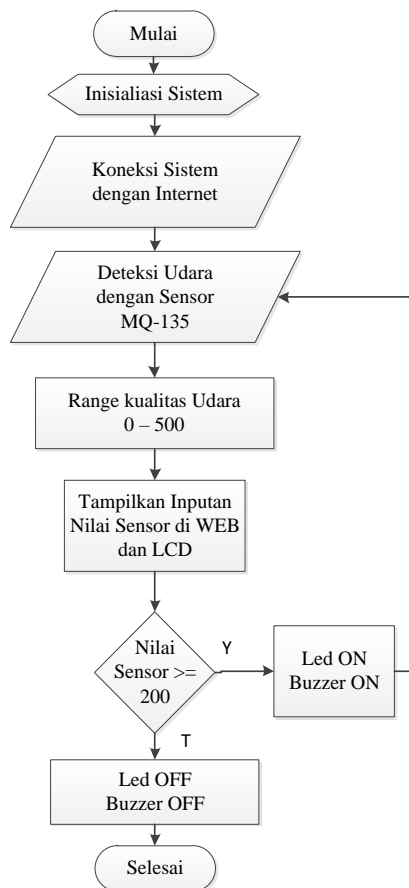 Mulai
Inisialiasi Sistem
Koneksi Sistem
dengan Internet
Deteksi Udara
dengan Sensor
MQ-135
Range kualitas Udara
0 – 500
Tampilkan Inputan
Nilai Sensor di WEB
dan LCD
Nilai
Sensor >=
200
Y
Led ON
Buzzer ON
T
Led OFF
Buzzer OFF
Selesai